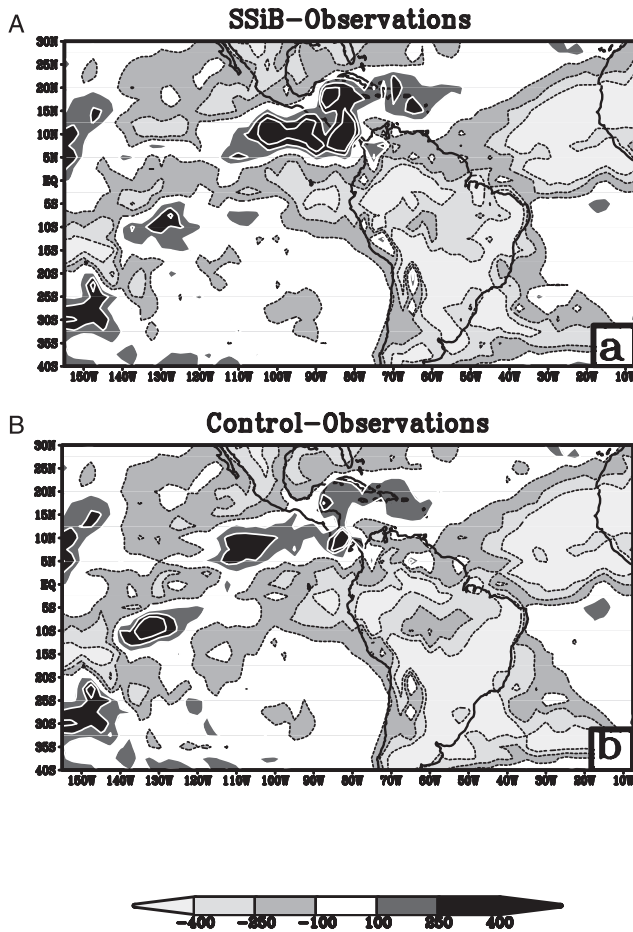 A
SSiB-Observations
30N
25N
20N
15N
10N
5N
EQ
5S
10S
15S
20S
25S
30S
35S
40S
150W 140W 130W 120W 110W 100W 90W 80W 70W 60W 50W 40W 30W 20W 10W
a
B
Control-Observations
30N
25N
20N
15N
10N
5N
EQ
5S
10S
15S
20S
25S
30S
35S
40S
150W 140W 130W 120W 110W 100W 90W 80W 70W 60W 50W 40W 30W 20W 10W
b
-400 -250 -100 100 250 400